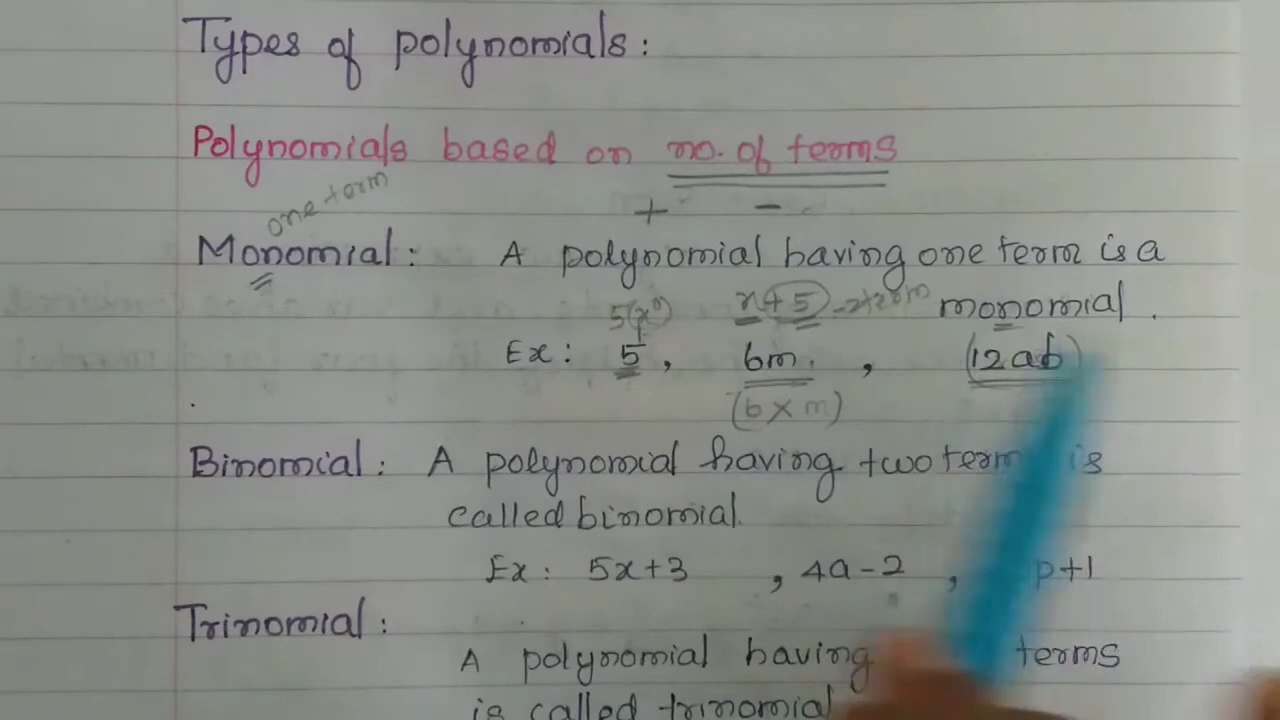 Types of polynomials:
Polynomials based on no. of terms
one term
+ -
Monomial: A polynomial having one term is a
monomial.
x+5 - 2 term
Ex: 5, 6m, (12ab)
(6×m)
Binomial: A polynomial having two term is
called binomial.
Ex: 5x+3, 4a-2, p+1
Trinomial:
A polynomial having terms
is called trinomial